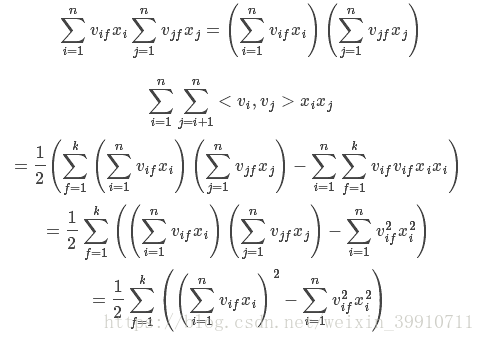 \sum_{i=1}^{n} v_{if} x_i \sum_{j=1}^{n} v_{jf} x_j = \left( \sum_{i=1}^{n} v_{if} x_i \right) \left( \sum_{j=1}^{n} v_{jf} x_j \right)
\sum_{i=1}^{n} \sum_{j=i+1}^{n} < v_i, v_j > x_i x_j
= \frac{1}{2} \left( \sum_{f=1}^{k} \left( \sum_{i=1}^{n} v_{if} x_i \right) \left( \sum_{j=1}^{n} v_{jf} x_j \right) - \sum_{i=1}^{n} \sum_{f=1}^{k} v_{if} v_{if} x_i x_i \right)
= \frac{1}{2} \sum_{f=1}^{k} \left( \left( \sum_{i=1}^{n} v_{if} x_i \right) \left( \sum_{j=1}^{n} v_{jf} x_j \right) - \sum_{i=1}^{n} v_{if}^2 x_i^2 \right)
= \frac{1}{2} \sum_{f=1}^{k} \left( \left( \sum_{i=1}^{n} v_{if} x_i \right)^2 - \sum_{i=1}^{n} v_{if}^2 x_i^2 \right)
https://blog.csdn.net/weixin_39910711